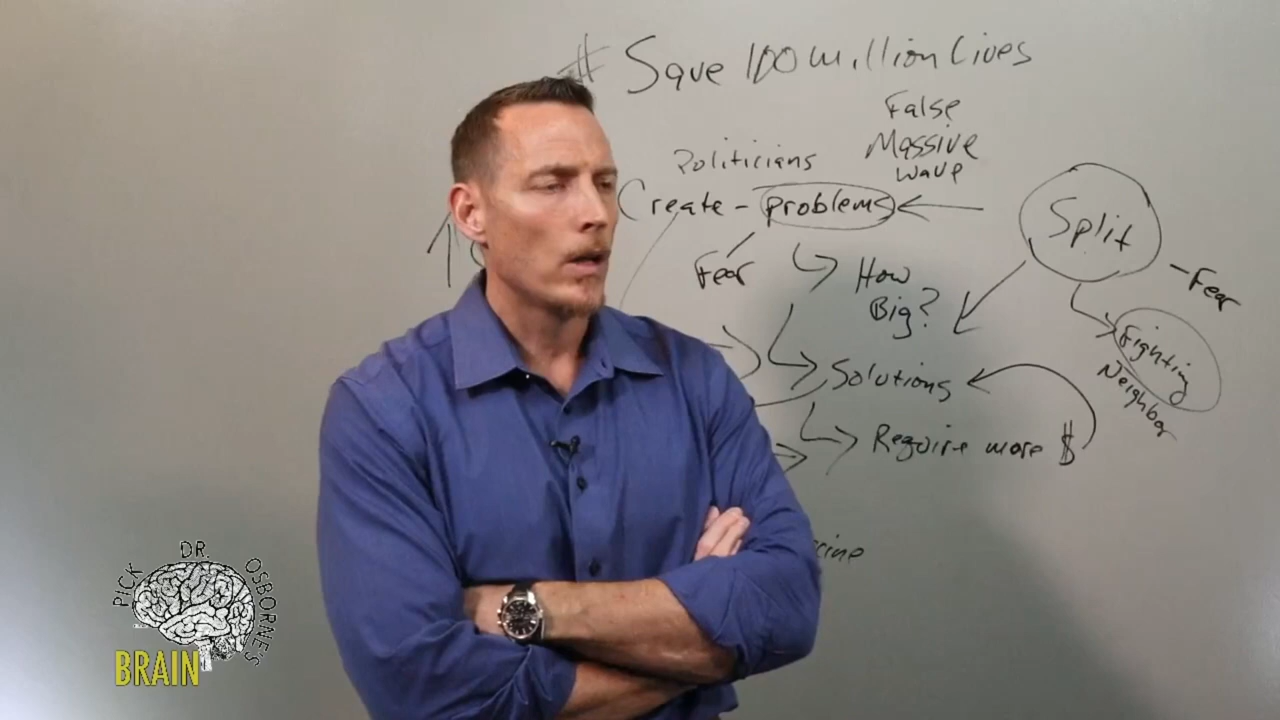 # Save 100 million Lives
False
Massive
wave
Politicians
Create - problems
Split
Fear
How
Big?
- Fear
Fighting
Neighbor
Solutions
Require more $
PICK DR. OSBORNE'S
BRAIN